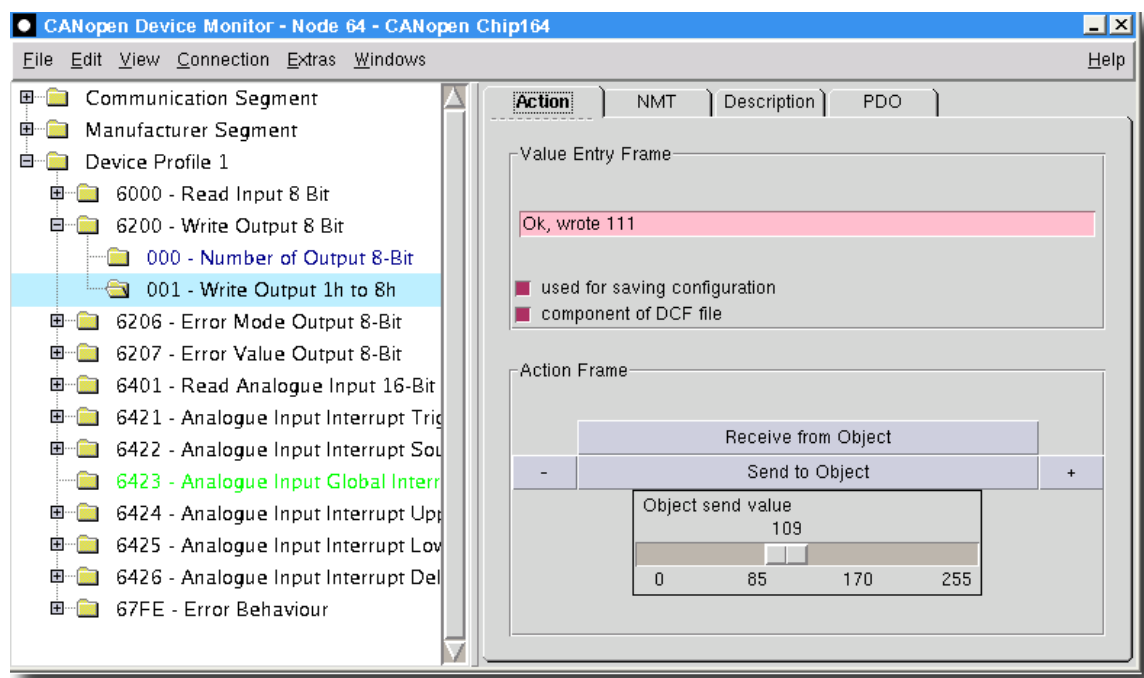 CANopen Device Monitor - Node 64 - CANopen Chip164
File Edit View Connection Extras Windows Help
Communication Segment
Manufacturer Segment
Device Profile 1
6000 - Read Input 8 Bit
6200 - Write Output 8 Bit
000 - Number of Output 8-Bit
001 - Write Output 1h to 8h
6206 - Error Mode Output 8-Bit
6207 - Error Value Output 8-Bit
6401 - Read Analogue Input 16-Bit
6421 - Analogue Input Interrupt Trig
6422 - Analogue Input Interrupt Sou
6423 - Analogue Input Global Interr
6424 - Analogue Input Interrupt Upp
6425 - Analogue Input Interrupt Low
6426 - Analogue Input Interrupt Del
67FE - Error Behaviour
Action NMT Description PDO
Value Entry Frame
Ok, wrote 111
used for saving configuration
component of DCF file
Action Frame
Receive from Object
- Send to Object +
Object send value
109
0 85 170 255